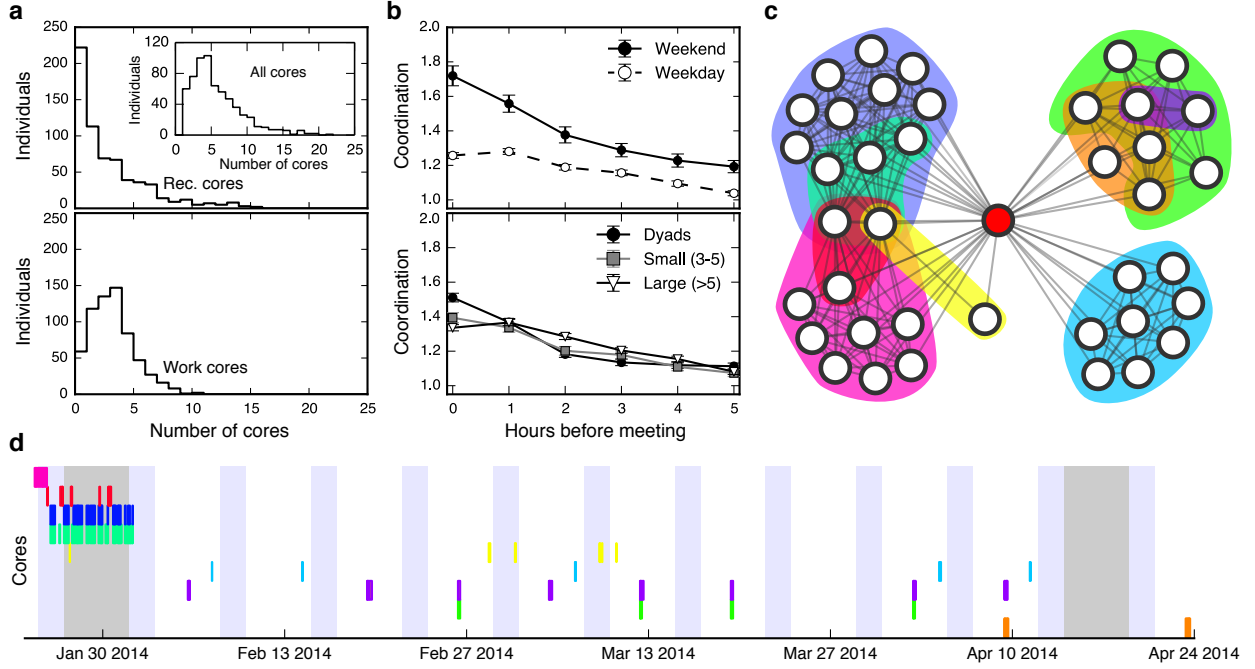 a
Individuals
250
200
150
100
50
0
Individuals
120
80
40
0
All cores
0 5 10 15 20 25
Number of cores
Rec. cores
Individuals
250
200
150
100
50
0
Work cores
0 5 10 15 20 25
Number of cores
b
Coordination
2.0
1.8
1.6
1.4
1.2
1.0
Weekend
Weekday
Coordination
2.0
1.8
1.6
1.4
1.2
1.0
Dyads
Small (3-5)
Large (>5)
0 1 2 3 4 5
Hours before meeting
c
d
Cores
Jan 30 2014 Feb 13 2014 Feb 27 2014 Mar 13 2014 Mar 27 2014 Apr 10 2014 Apr 24 2014